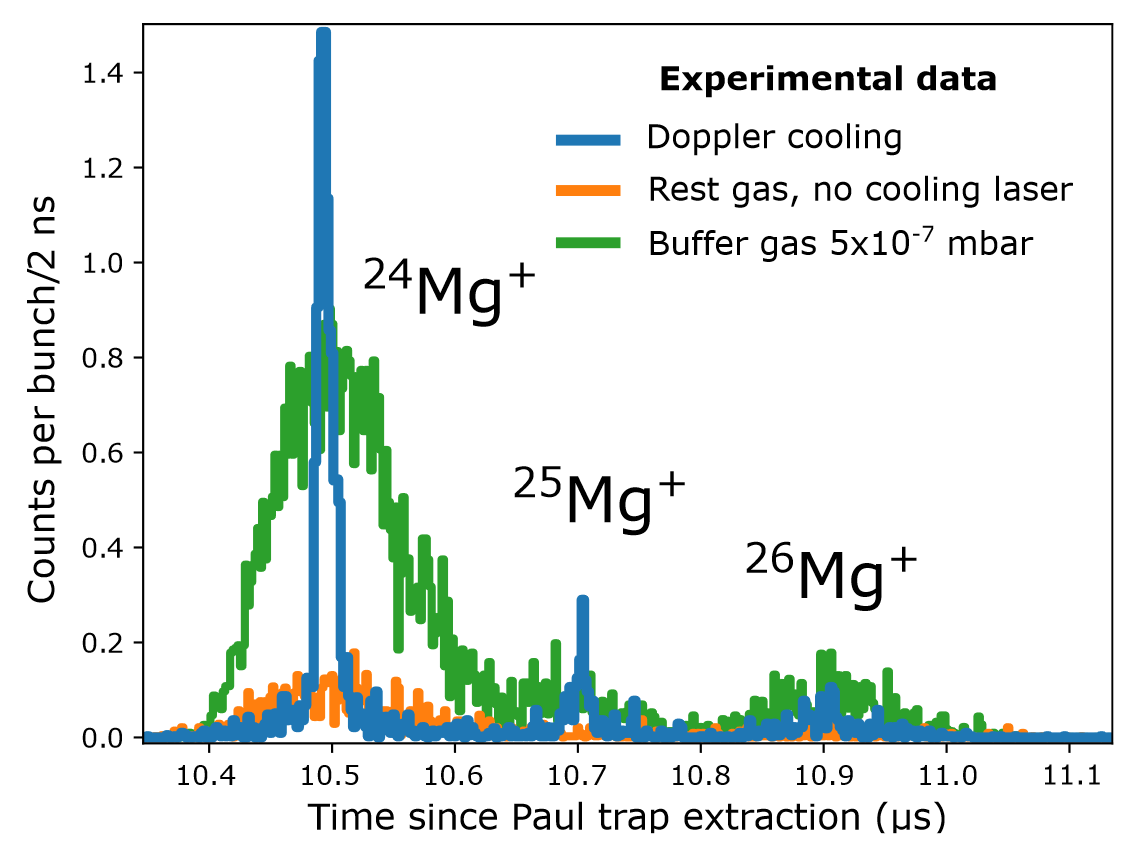 Experimental data
Doppler cooling
Rest gas, no cooling laser
Buffer gas 5x10⁻⁷ mbar
²⁴Mg⁺
²⁵Mg⁺
²⁶Mg⁺
1.4
1.2
1.0
0.8
0.6
0.4
0.2
0.0
Counts per bunch/2 ns
10.4 10.5 10.6 10.7 10.8 10.9 11.0 11.1
Time since Paul trap extraction (μs)